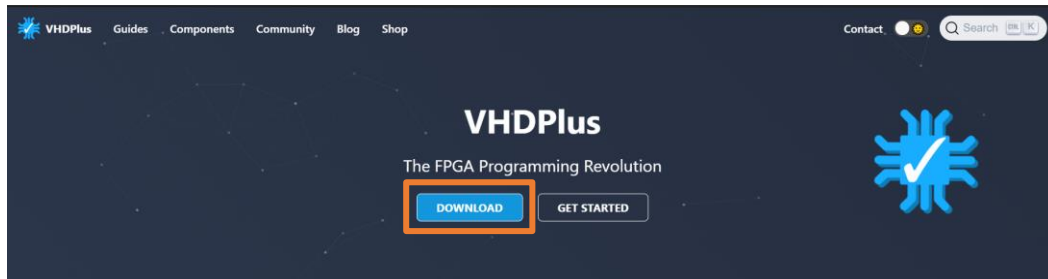 VHDPlus Guides Components Community Blog Shop Contact Search K
VHDPlus
The FPGA Programming Revolution
DOWNLOAD GET STARTED